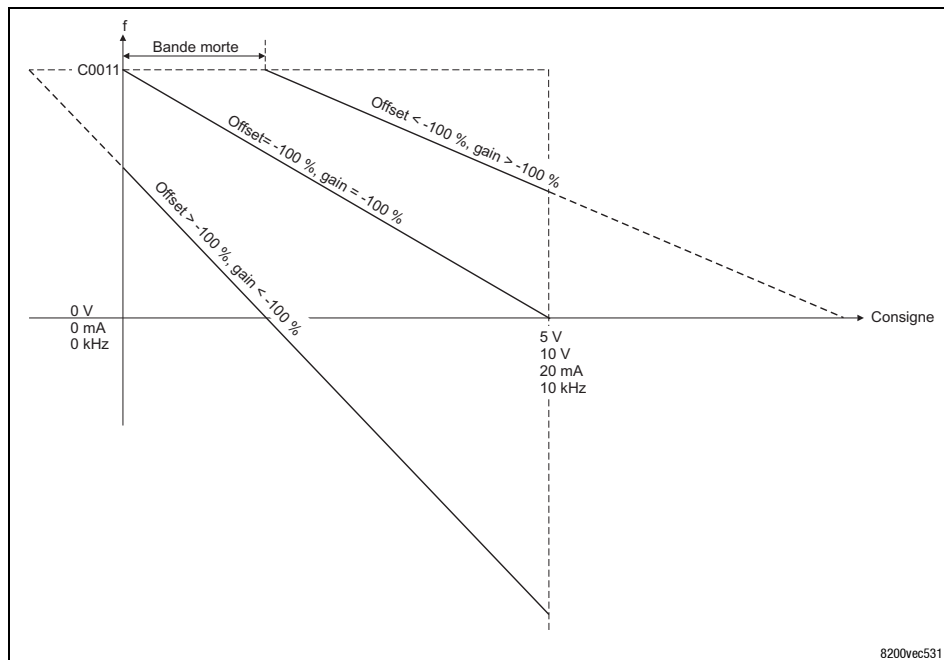 f
Bande morte
C0011
Offset < -100 %, gain > -100 %
Offset= -100 %, gain = -100 %
Offset > -100 %, gain < -100 %
0 V
0 mA
0 kHz
Consigne
5 V
10 V
20 mA
10 kHz
8200vec531